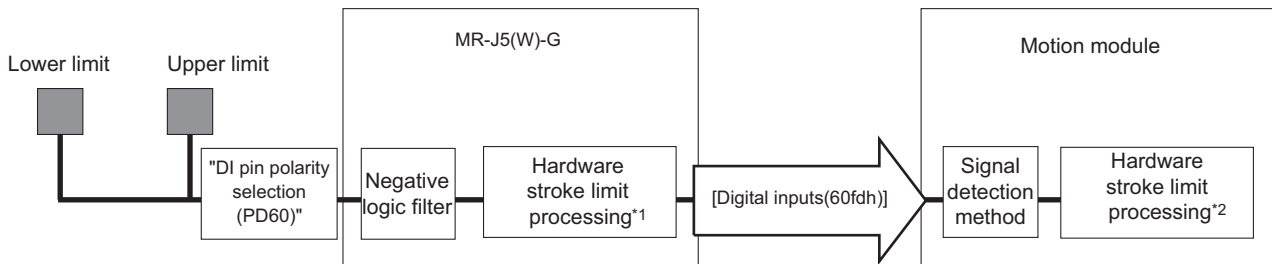 MR-J5(W)-G
Motion module
Lower limit
Upper limit
"DI pin polarity
selection
(PD60)"
Negative
logic filter
Hardware
stroke limit
processing*1
[Digital inputs(60fdh)]
Signal
detection
method
Hardware
stroke limit
processing*2